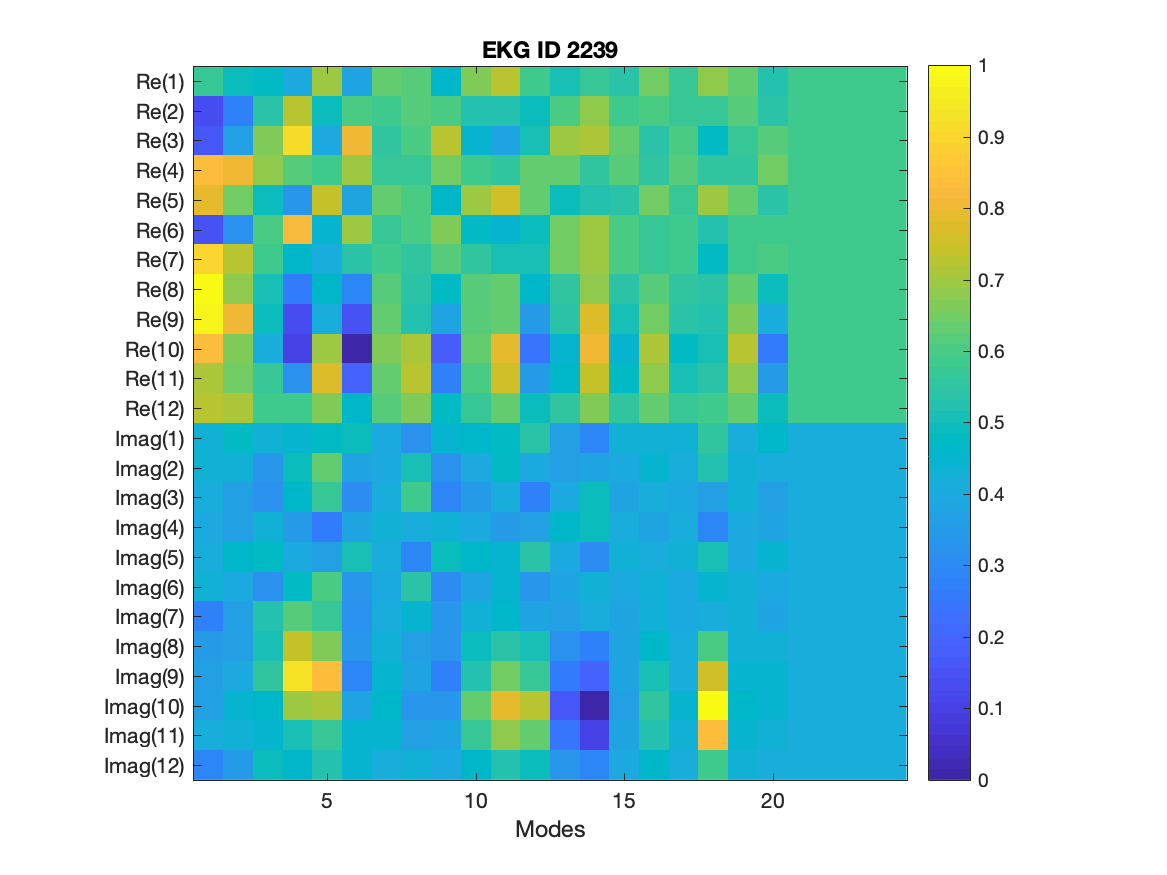 EKG ID 2239
Re(1)
Re(2)
Re(3)
Re(4)
Re(5)
Re(6)
Re(7)
Re(8)
Re(9)
Re(10)
Re(11)
Re(12)
Imag(1)
Imag(2)
Imag(3)
Imag(4)
Imag(5)
Imag(6)
Imag(7)
Imag(8)
Imag(9)
Imag(10)
Imag(11)
Imag(12)
5 10 15 20
Modes
1
0.9
0.8
0.7
0.6
0.5
0.4
0.3
0.2
0.1
0